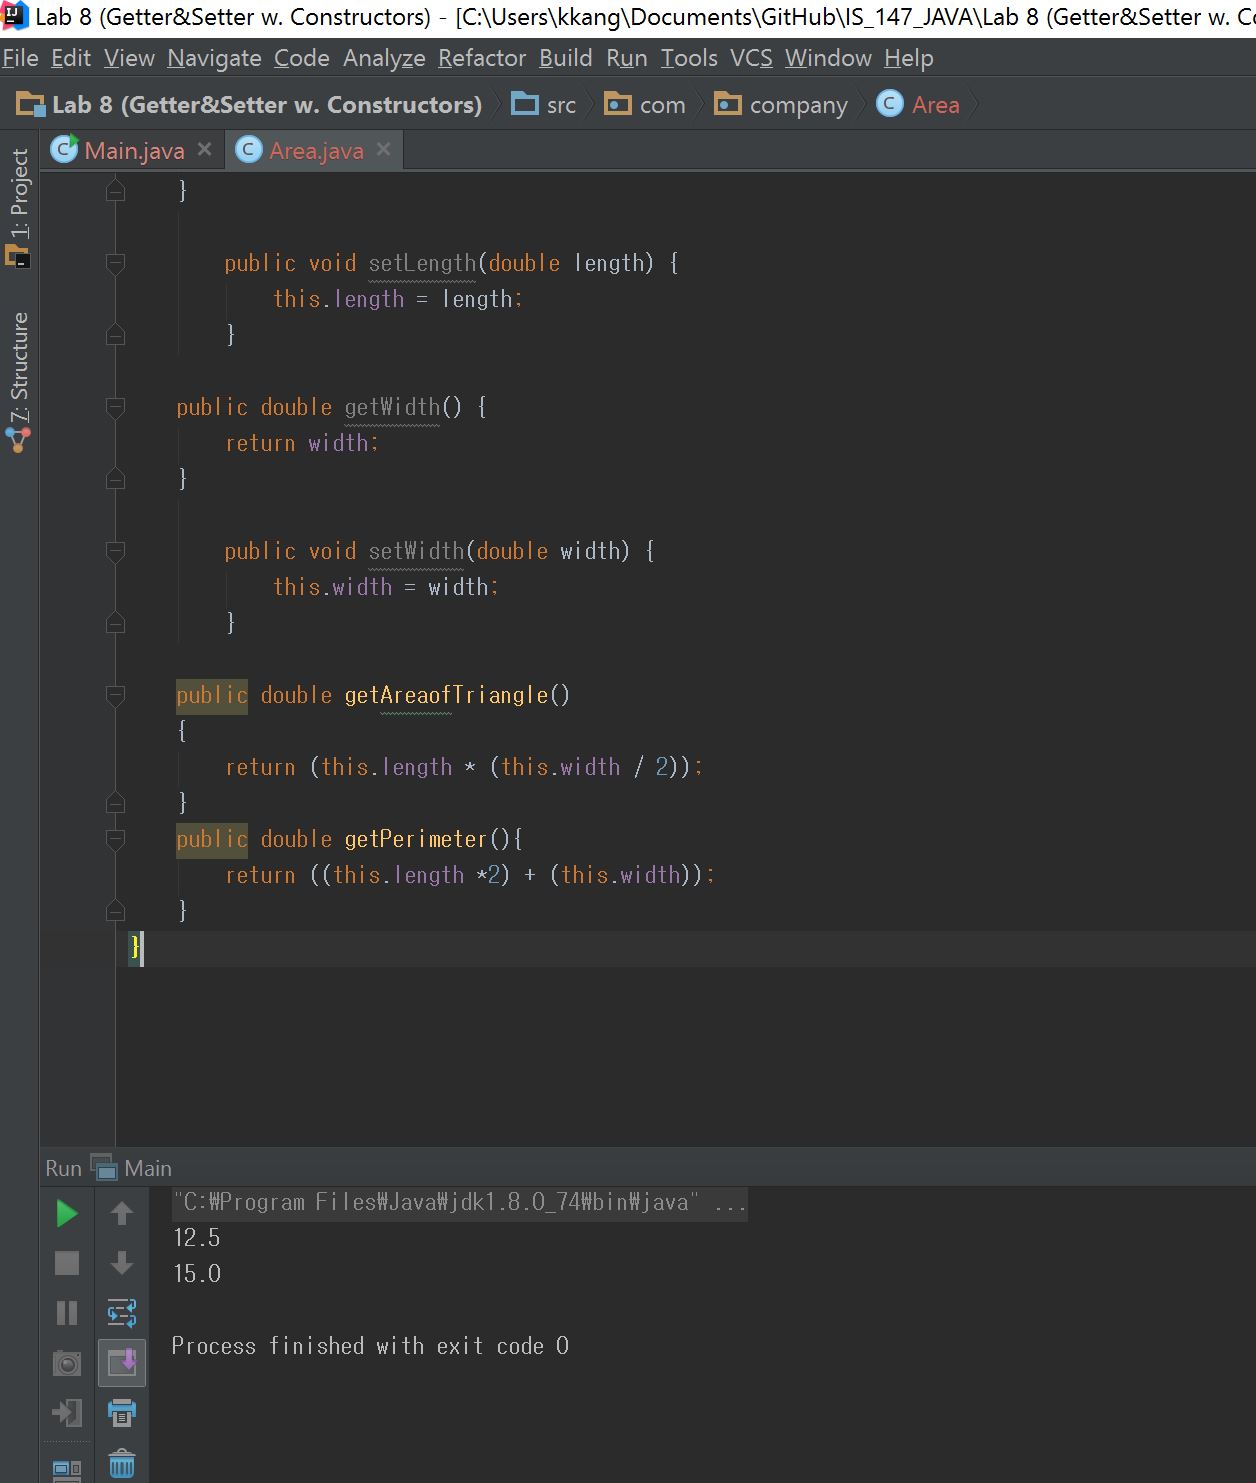 Lab 8 (Getter&Setter w. Constructors) - [C:\Users\kkang\Documents\GitHub\IS_147_JAVA\Lab 8 (Getter&Setter w. Co
File Edit View Navigate Code Analyze Refactor Build Run Tools VCS Window Help
Lab 8 (Getter&Setter w. Constructors) src com company C Area
C Main.java C Area.java
1: Project
7: Structure
}
public void setLength(double length) {
this.length = length;
}
public double getWidth() {
return width;
}
public void setWidth(double width) {
this.width = width;
}
public double getAreaofTriangle()
{
return (this.length * (this.width / 2));
}
public double getPerimeter(){
return ((this.length *2) + (this.width));
}
}
Run Main
"C:₩Program Files₩Java₩jdk1.8.0_74₩bin₩java" ...
12.5
15.0
Process finished with exit code 0